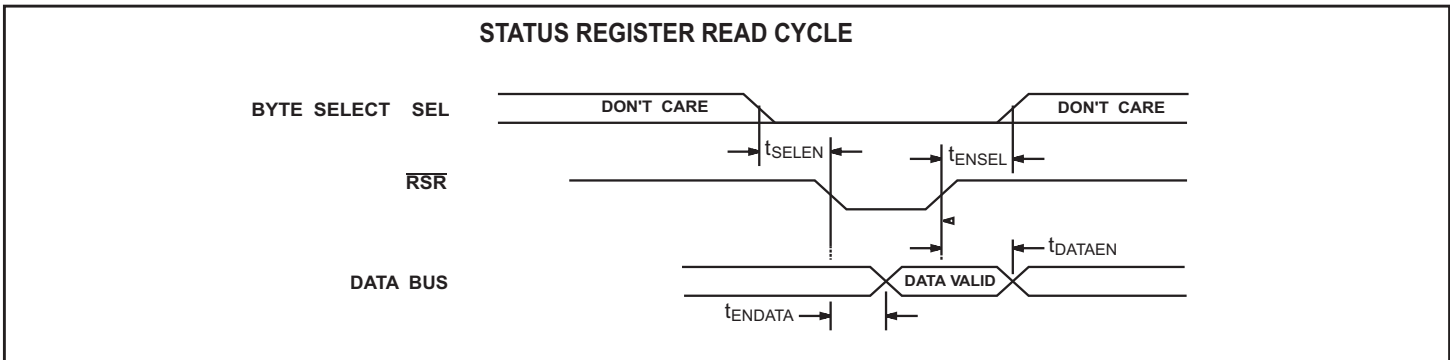 STATUS REGISTER READ CYCLE
BYTE SELECT SEL
DON'T CARE
DON'T CARE
tSELEN
tENSEL
RSR
tDATAEN
DATA BUS
DATA VALID
tENDATA